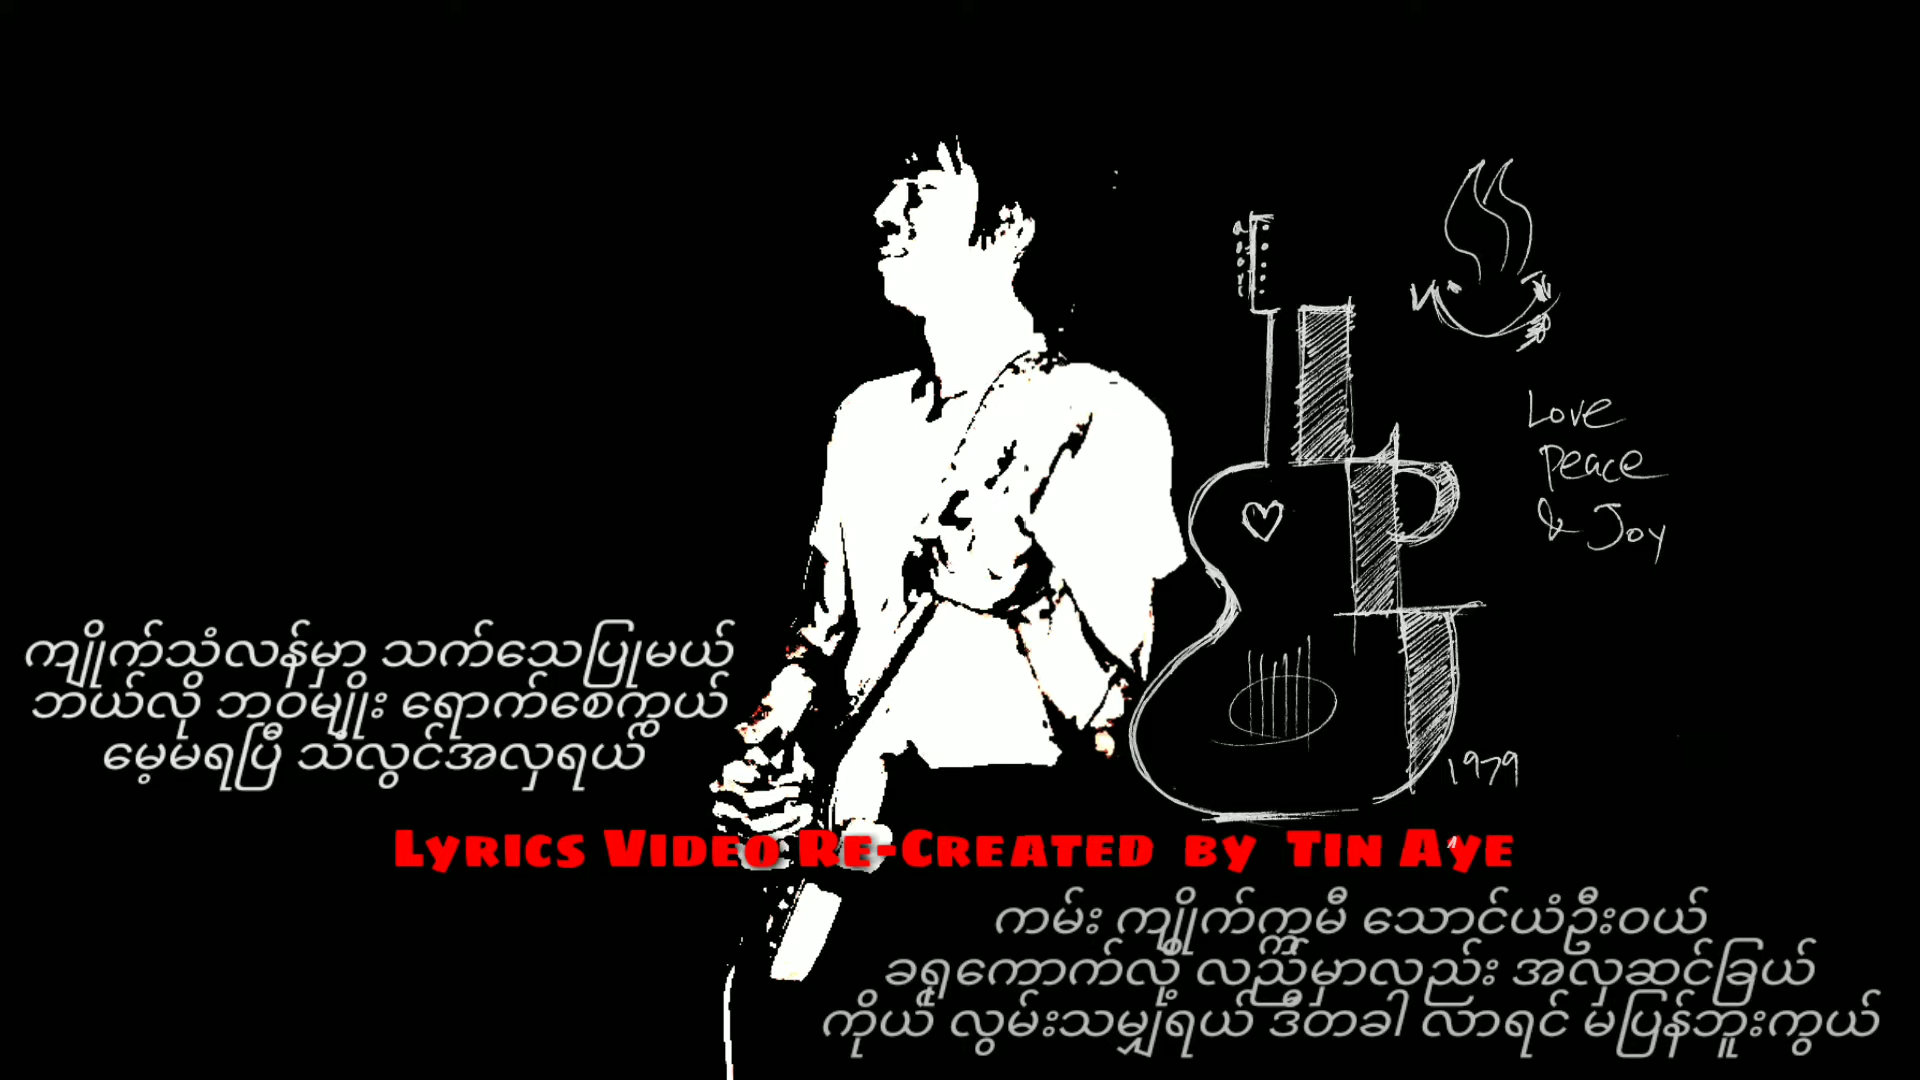 Love
Peace
& Joy
ကျိုက်သံလန်မှာ သက်သေပြုမယ်
ဘယ်လို ဘဝမျိုး ရောက်စေကွယ်
မေ့မရပြီ သံလွင်အလှရယ်
1979
Lyrics Video Re-Created by Tin Aye
ကမ်း ကျိုက်က္ကမီ သောင်ယံဦးဝယ်
ခရုကောက်လို့ လည်မှာလည်း အလှဆင်ခြယ်
ကိုယ် လွမ်းသမျှရယ် ဒီတခါ လာရင် မပြန်ဘူးကွယ်